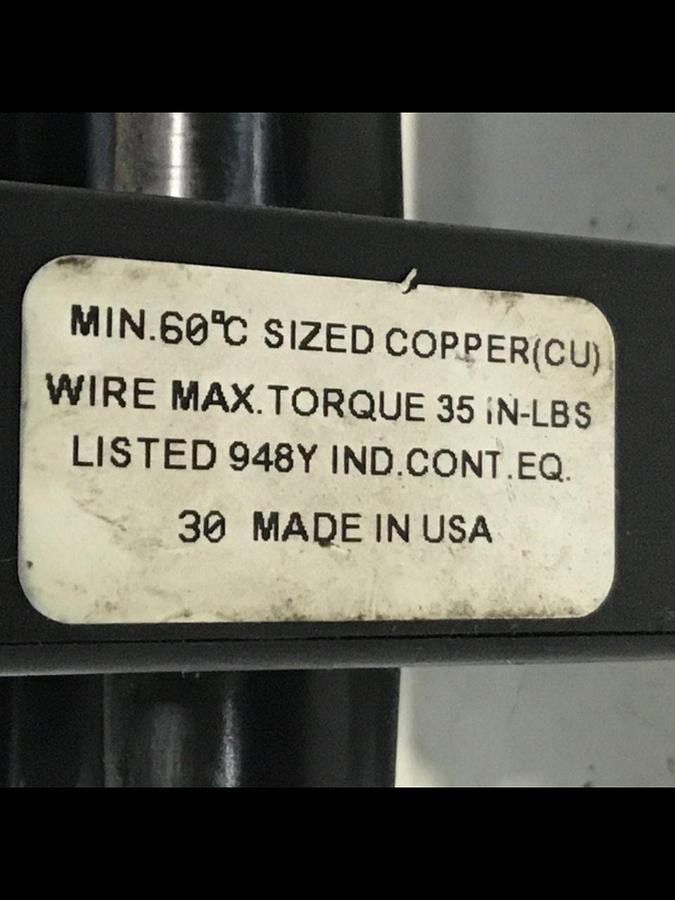 MIN.60°C SIZED COPPER(CU)
WIRE MAX.TORQUE 35 IN-LBS
LISTED 948Y IND.CONT.EQ.
30 MADE IN USA